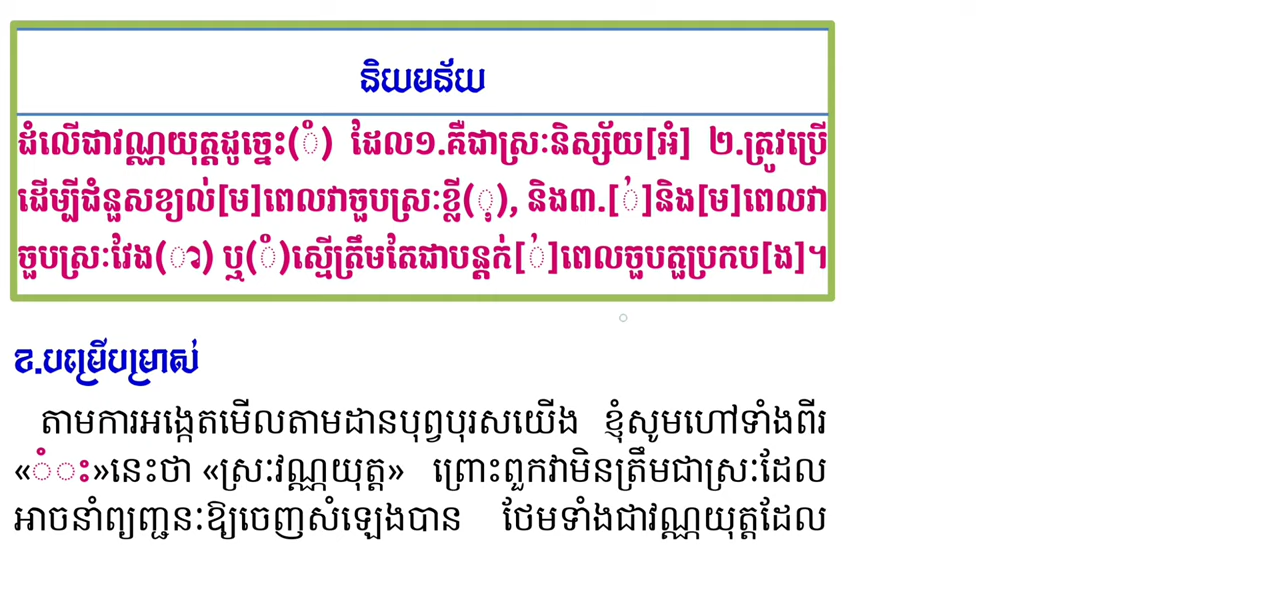 និយមន័យ
ដំលើជាវណ្ណយុត្តដូច្នេះ(ំ) ដែល១.គឺជាស្រៈនិស្ស័យ[អំ] ២.ត្រូវប្រើ
ដើម្បីជំនួសខ្យល់[ម]ពេលវាចួបស្រៈខ្លី(ុ), និង៣.[់]និង[ម]ពេលវា
ចួបស្រៈវែង(ា) ឬ(ំ)ស្មើត្រឹមតែជាបន្តក់[់]ពេលចួបតួប្រកប[ង]។
ខ.បម្រើបម្រាស់
តាមការអង្កេតមើលតាមដានបុព្វបុរសយើង ខ្ញុំសូមហៅទាំងពីរ
«ំះ»នេះថា «ស្រៈវណ្ណយុត្ត» ព្រោះពួកវាមិនត្រឹមជាស្រៈដែល
អាចនាំព្យញ្ជនៈឱ្យចេញសំឡេងបាន ថែមទាំងជាវណ្ណយុត្តដែល